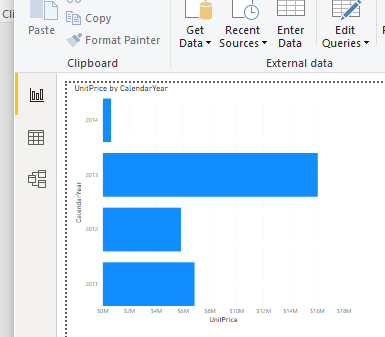 Cli
Paste
Copy
Format Painter
Get
Data
Recent
Sources
Enter
Data
Edit
Queries
Clipboard
External data
UnitPrice by CalendarYear
2014
2013
2012
2011
CalendarYear
$0M $2M $4M $6M $8M $10M $12M $14M $16M $18M
UnitPrice